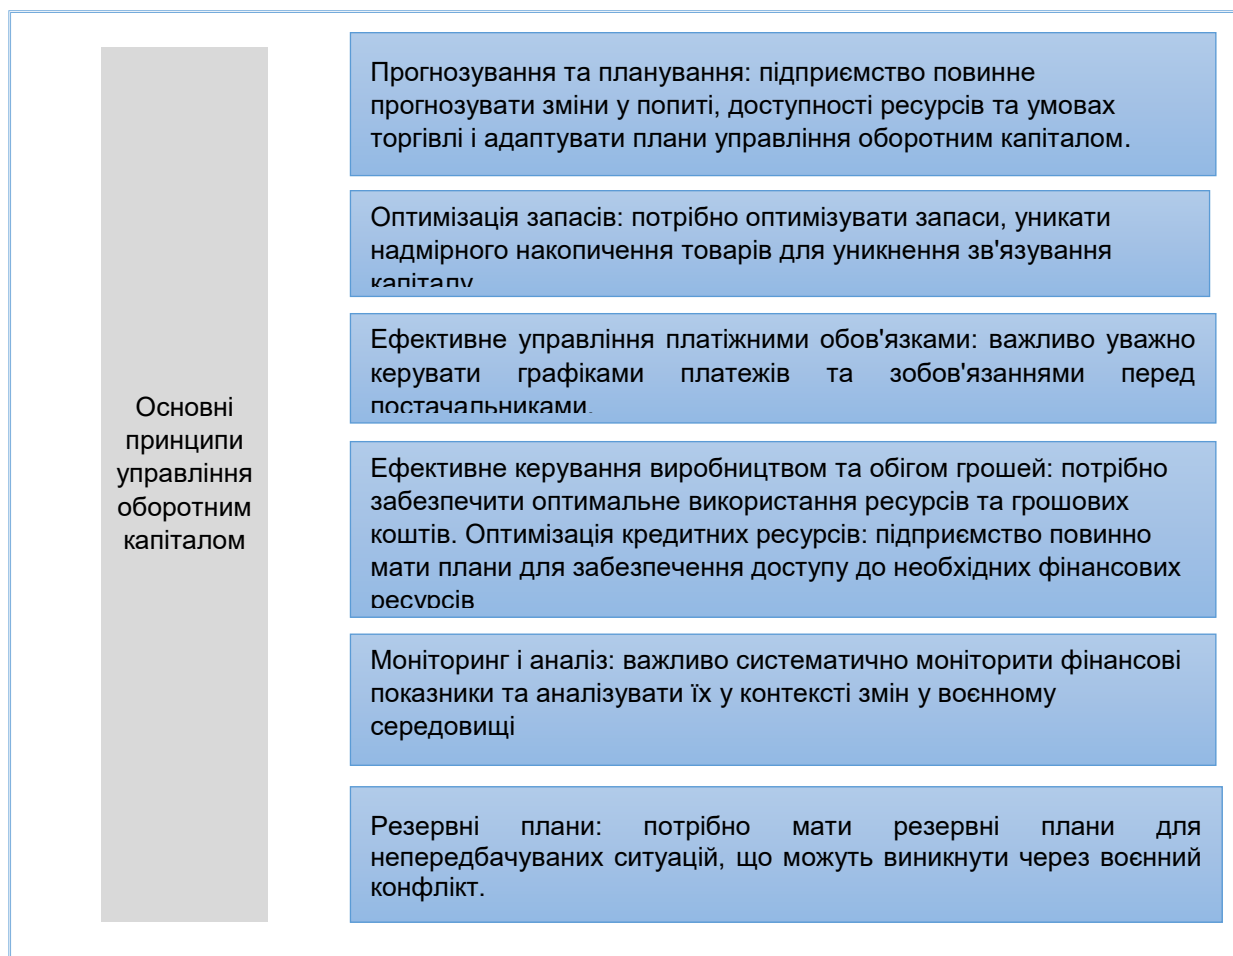 Основні
принципи
управління
оборотним
капіталом
Прогнозування та планування: підприємство повинне
прогнозувати зміни у попиті, доступності ресурсів та умовах
торгівлі і адаптувати плани управління оборотним капіталом.
Оптимізація запасів: потрібно оптимізувати запаси, уникати
надмірного накопичення товарів для уникнення зв'язування
капіталу
Ефективне управління платіжними обов'язками: важливо уважно
керувати графіками платежів та зобов'язаннями перед
постачальниками.
Ефективне керування виробництвом та обігом грошей: потрібно
забезпечити оптимальне використання ресурсів та грошових
коштів. Оптимізація кредитних ресурсів: підприємство повинно
мати плани для забезпечення доступу до необхідних фінансових
ресурсів
Моніторинг і аналіз: важливо систематично моніторити фінансові
показники та аналізувати їх у контексті змін у воєнному
середовищі
Резервні плани: потрібно мати резервні плани для
непередбачуваних ситуацій, що можуть виникнути через воєнний
конфлікт.